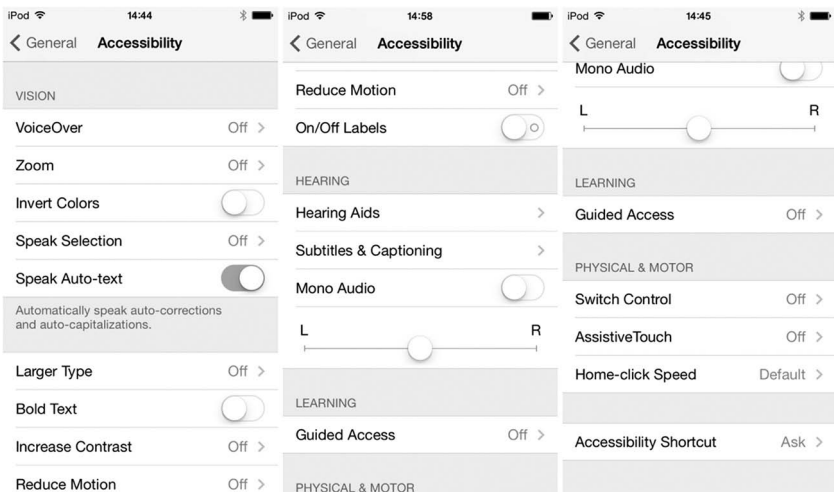 iPod 14:44
General Accessibility
VISION
VoiceOver Off
Zoom Off
Invert Colors
Speak Selection Off
Speak Auto-text
Automatically speak auto-corrections
and auto-capitalizations.
Larger Type Off
Bold Text
Increase Contrast Off
Reduce Motion Off
iPod 14:58
General Accessibility
Reduce Motion Off
On/Off Labels
HEARING
Hearing Aids
Subtitles & Captioning
Mono Audio
L R
LEARNING
Guided Access Off
PHYSICAL & MOTOR
iPod 14:45
General Accessibility
Mono Audio
L R
LEARNING
Guided Access Off
PHYSICAL & MOTOR
Switch Control Off
AssistiveTouch Off
Home-click Speed Default
Accessibility Shortcut Ask